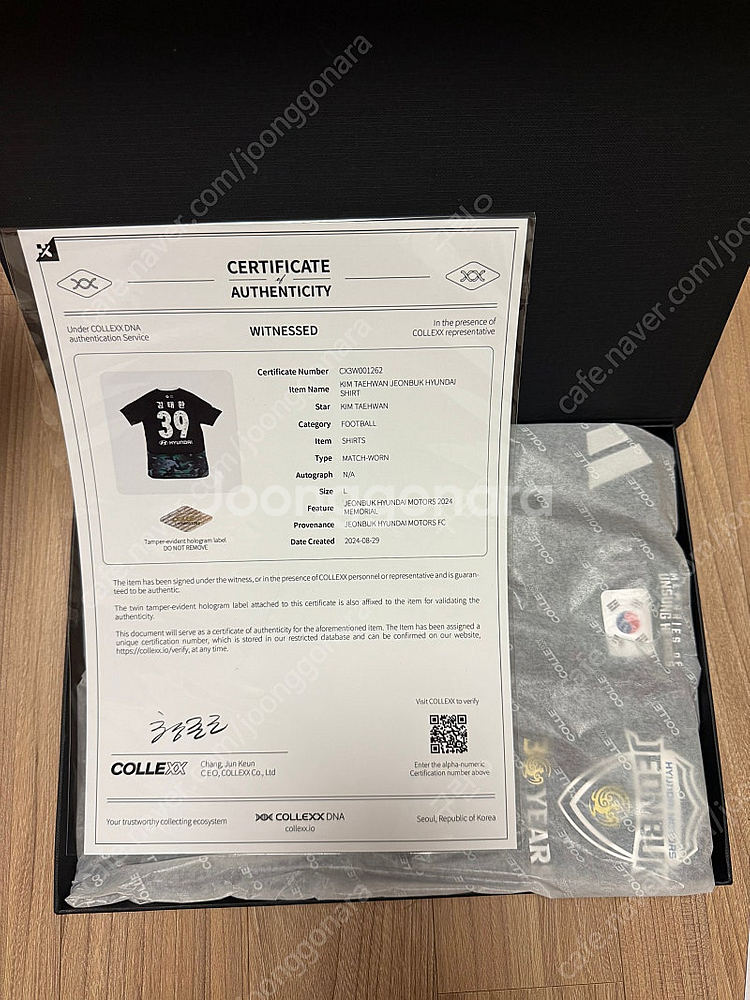 CERTIFICATE
of
AUTHENTICITY
Under COLLEXX DNA
authentication Service
WITNESSED
In the presence of
COLLEXX representative
Certificate Number CX3W001262
Item Name KIM TAEHWAN JEONBUK HYUNDAI
SHIRT
Star KIM TAEHWAN
Category FOOTBALL
Item SHIRTS
Type MATCH-WORN
Autograph N/A
Size L
Feature JEONBUK HYUNDAI MOTORS 2024
MEMORIAL
Provenance JEONBUK HYUNDAI MOTORS FC
Date Created 2024-08-29
김태환
39
HYUNDAI
Tamper-evident hologram label
DO NOT REMOVE
The item has been signed under the witness, or in the presence of COLLEXX personnel or representative and is guaran-
teed to be authentic.
The twin tamper-evident hologram label attached to this certificate is also affixed to the item for validating the
authenticity.
This document will serve as a certificate of authenticity for the aforementioned item. The Item has been assigned a
unique certification number, which is stored in our restricted database and can be confirmed on our website,
https://collexx.io/verify, at any time.
Visit COLLEXX to verify
COLLEXX
Chang, Jun Keun
CEO, COLLEXX Co., Ltd
Enter the alpha-numeric
Certification number above
Your trustworthy collecting ecosystem
COLLEXX DNA
collexx.io
Seoul, Republic of Korea
30 YEAR
JEONBUK
HYUNDAI MOTORS
Joonggonara
cafe.naver.com/joonggonara